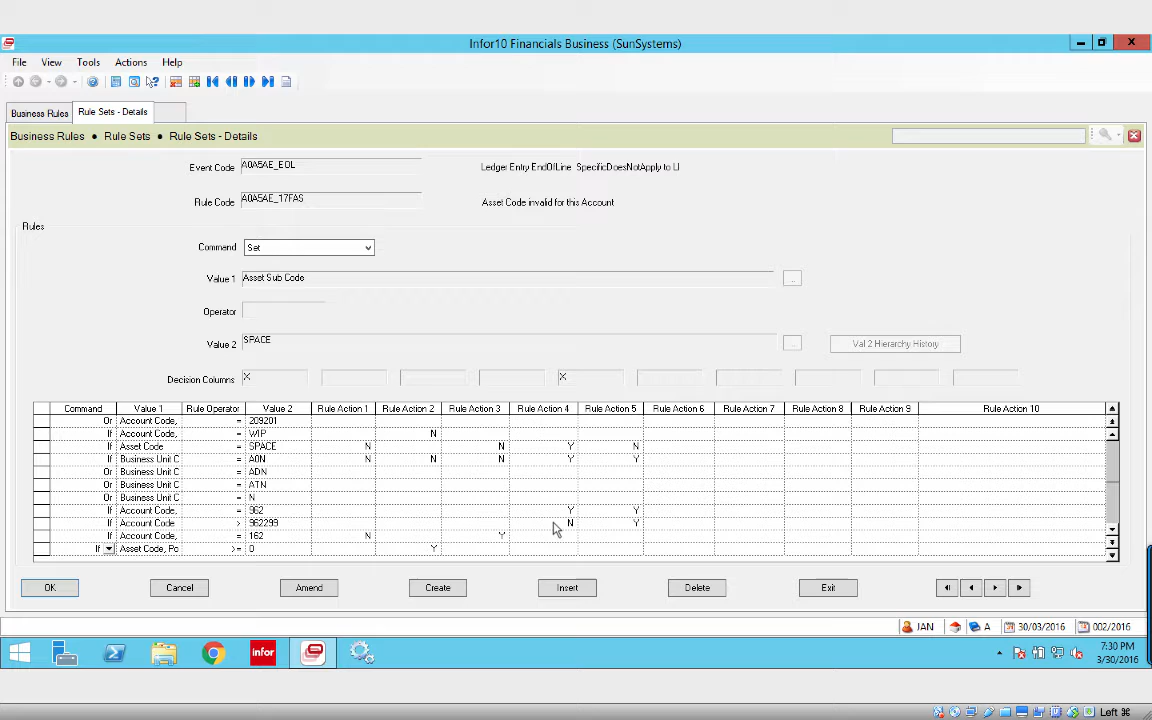 Infor10 Financials Business (SunSystems)
File View Tools Actions Help
Business Rules Rule Sets - Details
Business Rules • Rule Sets • Rule Sets - Details
Event Code A0A5AE_EOL Ledger Entry EndOfLine SpecificDoesNotApply to LI
Rule Code A0A5AE_17FAS Asset Code invalid for this Account
Rules
Command Set
Value 1 Asset Sub Code ...
Operator
Value 2 SPACE ... Val 2 Hierarchy History
Decision Columns X X
Command Value 1 Rule Operator Value 2 Rule Action 1 Rule Action 2 Rule Action 3 Rule Action 4 Rule Action 5 Rule Action 6 Rule Action 7 Rule Action 8 Rule Action 9 Rule Action 10
Or Account Code, = 209201
If Account Code, = WIP N
If Asset Code = SPACE N N Y N
If Business Unit C = A0N N N N Y Y
Or Business Unit C = ADN
Or Business Unit C = ATN
Or Business Unit C = N
If Account Code = 962 Y Y
If Account Code > 962299 N Y
If Account Code = 162 N Y
If Asset Code, Po >= 0 Y
OK Cancel Amend Create Insert Delete Exit
JAN A 30/03/2016 002/2016
infor 7:30 PM
3/30/2016
Left ⌘